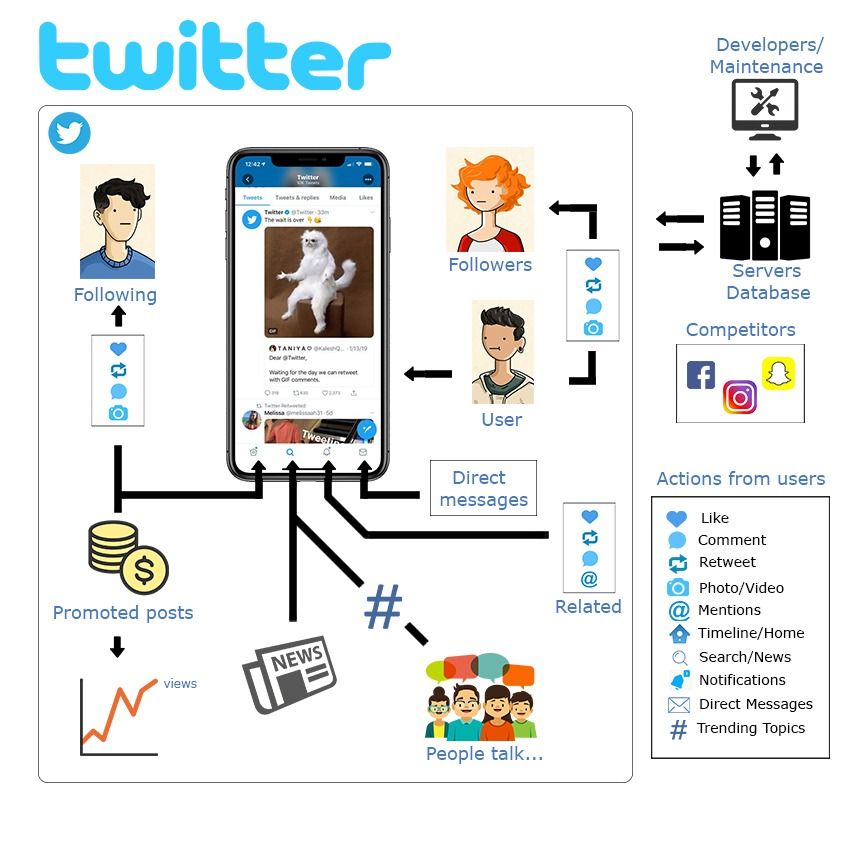 twitter
Developers/
Maintenance
12:42
Twitter
Tweets
Tweets & replies
Media
Likes
Twitter @Twitter · 33m
The wait is over
GIF
TANIYA @KaleshQ... · 1/13/19
Dear @Twitter,
Waiting for the day we can retweet
with GIF comments.
Twitter Retweeted
Melissa @melissaah31 · 5d
Following
Followers
User
Servers
Database
Competitors
Direct
messages
Related
Promoted posts
$
views
NEWS
#
People talk...
@
Actions from users
Like
Comment
Retweet
Photo/Video
@ Mentions
Timeline/Home
Search/News
Notifications
Direct Messages
# Trending Topics